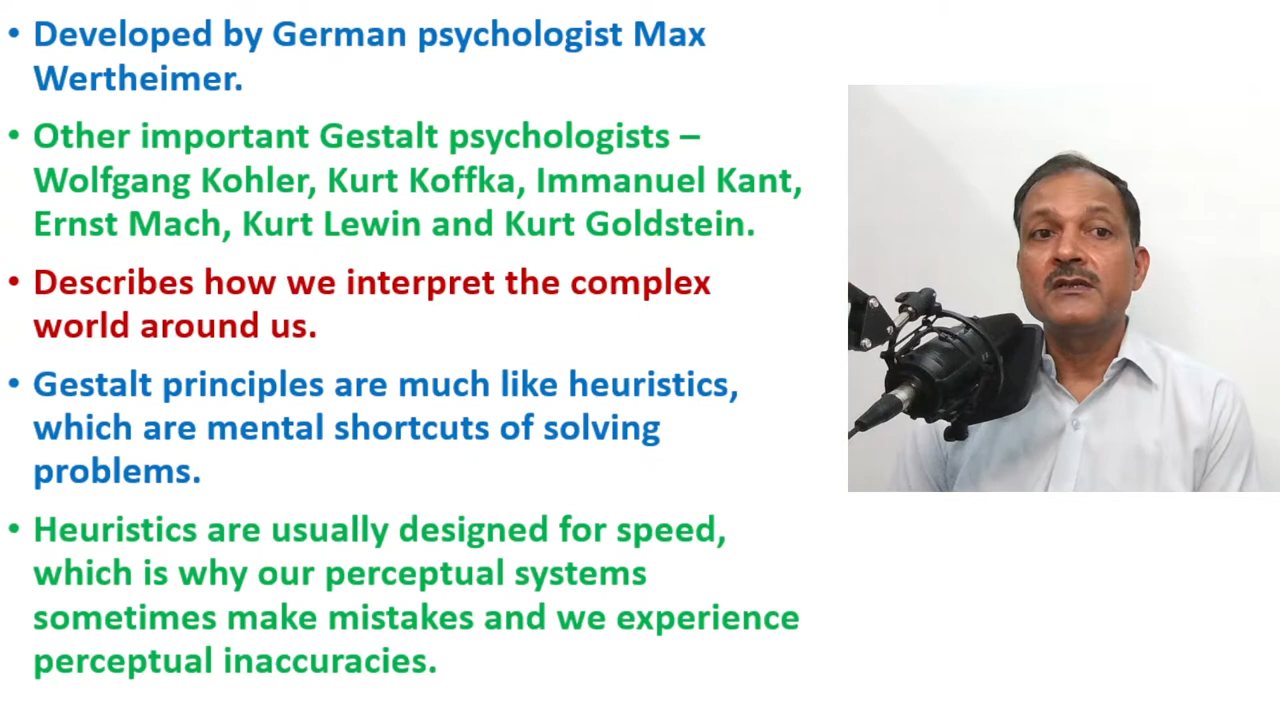 • Developed by German psychologist Max
Wertheimer.
• Other important Gestalt psychologists –
Wolfgang Kohler, Kurt Koffka, Immanuel Kant,
Ernst Mach, Kurt Lewin and Kurt Goldstein.
• Describes how we interpret the complex
world around us.
• Gestalt principles are much like heuristics,
which are mental shortcuts of solving
problems.
• Heuristics are usually designed for speed,
which is why our perceptual systems
sometimes make mistakes and we experience
perceptual inaccuracies.